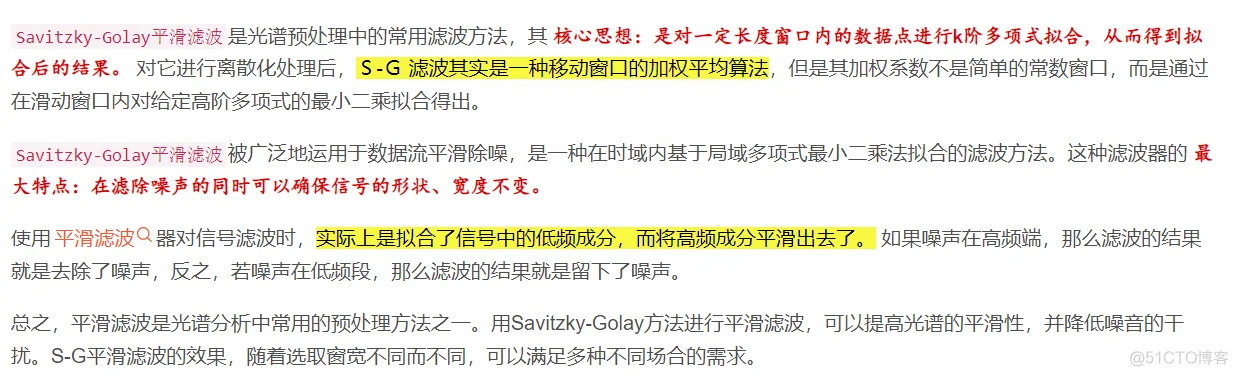 Savitzky-Golay平滑滤波是光谱预处理中的常用滤波方法，其 核心思想：是对一定长度窗口内的数据点进行k阶多项式拟合，从而得到拟
合后的结果。 对它进行离散化处理后，Ｓ-Ｇ 滤波其实是一种移动窗口的加权平均算法，但是其加权系数不是简单的常数窗口，而是通过
在滑动窗口内对给定高阶多项式的最小二乘拟合得出。
Savitzky-Golay平滑滤波被广泛地运用于数据流平滑除噪，是一种在时域内基于局域多项式最小二乘法拟合的滤波方法。这种滤波器的 最
大特点：在滤除噪声的同时可以确保信号的形状、宽度不变。
使用 平滑滤波 器对信号滤波时，实际上是拟合了信号中的低频成分，而将高频成分平滑出去了。 如果噪声在高频端，那么滤波的结果
就是去除了噪声，反之，若噪声在低频段，那么滤波的结果就是留下了噪声。
总之，平滑滤波是光谱分析中常用的预处理方法之一。用Savitzky-Golay方法进行平滑滤波，可以提高光谱的平滑性，并降低噪音的干
扰。S-G平滑滤波的效果，随着选取窗宽不同而不同，可以满足多种不同场合的需求。
@51CTO博客